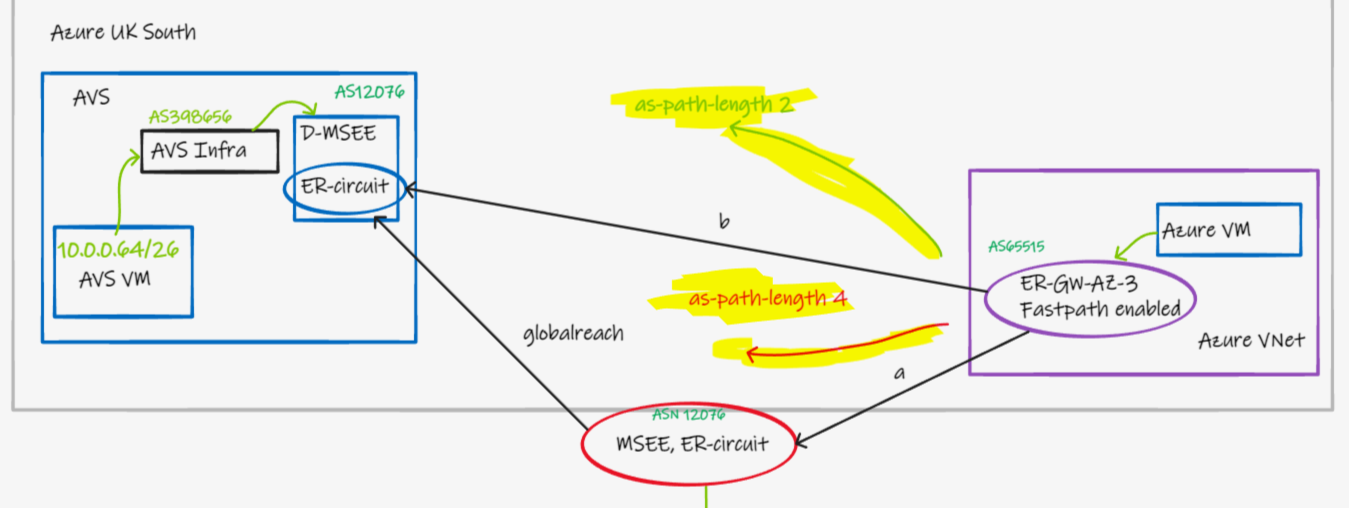 Azure UK South
AVS
AS12076
AS398656
D-MSEE
AVS Infra
ER-circuit
10.0.0.64/26
AVS VM
as-path-length 2
b
as-path-length 4
globalreach
a
AS65515
Azure VM
ER-GW-AZ-3
Fastpath enabled
Azure VNet
ASN 12076
MSEE, ER-circuit